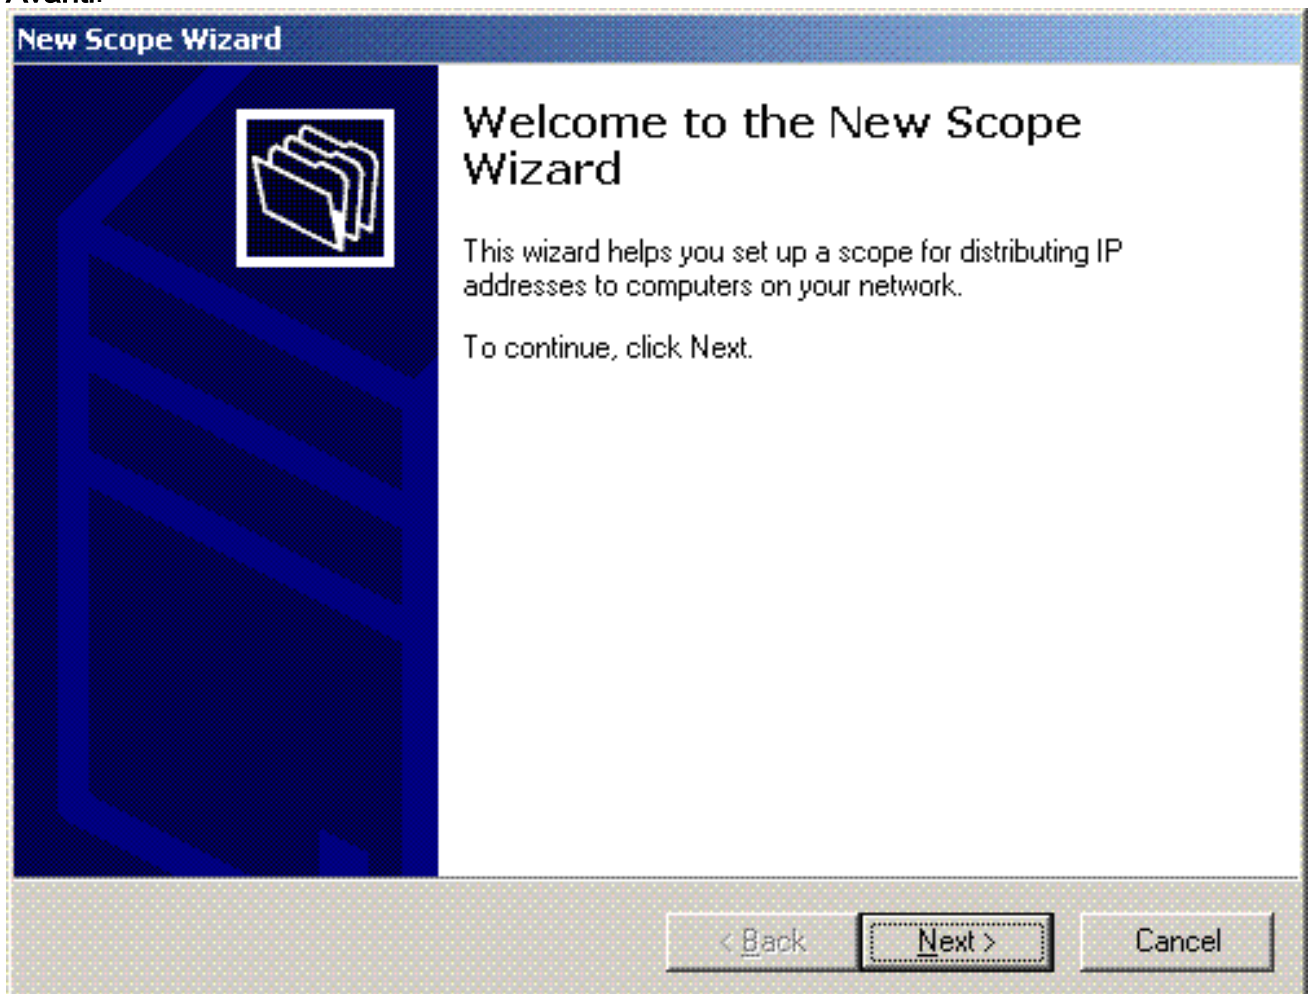 Avanti.
New Scope Wizard
Welcome to the New Scope
Wizard
This wizard helps you set up a scope for distributing IP
addresses to computers on your network.
To continue, click Next.
< Back
Next >
Cancel